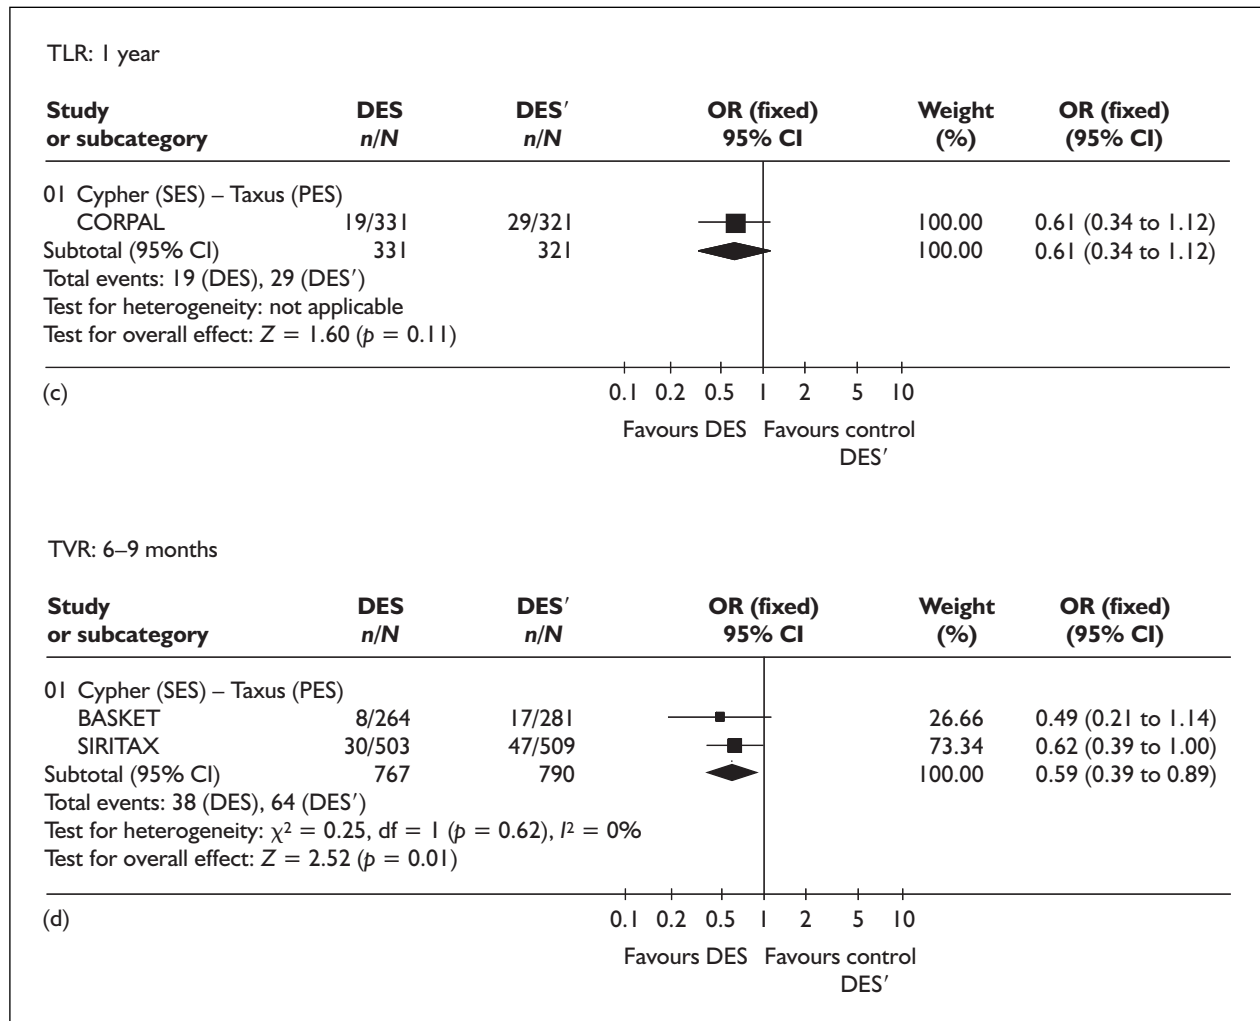 TLR: 1 year
Study DES DES′ OR (fixed) Weight OR (fixed)
or subcategory n/N n/N 95% CI (%) (95% CI)
01 Cypher (SES) – Taxus (PES)
CORPAL 19/331 29/321 100.00 0.61 (0.34 to 1.12)
Subtotal (95% CI) 331 321 100.00 0.61 (0.34 to 1.12)
Total events: 19 (DES), 29 (DES′)
Test for heterogeneity: not applicable
Test for overall effect: Z = 1.60 (p = 0.11)
(c) 0.1 0.2 0.5 1 2 5 10
Favours DES Favours control
DES′
TVR: 6–9 months
Study DES DES′ OR (fixed) Weight OR (fixed)
or subcategory n/N n/N 95% CI (%) (95% CI)
01 Cypher (SES) – Taxus (PES)
BASKET 8/264 17/281 26.66 0.49 (0.21 to 1.14)
SIRITAX 30/503 47/509 73.34 0.62 (0.39 to 1.00)
Subtotal (95% CI) 767 790 100.00 0.59 (0.39 to 0.89)
Total events: 38 (DES), 64 (DES′)
Test for heterogeneity: χ² = 0.25, df = 1 (p = 0.62), I² = 0%
Test for overall effect: Z = 2.52 (p = 0.01)
(d) 0.1 0.2 0.5 1 2 5 10
Favours DES Favours control
DES′